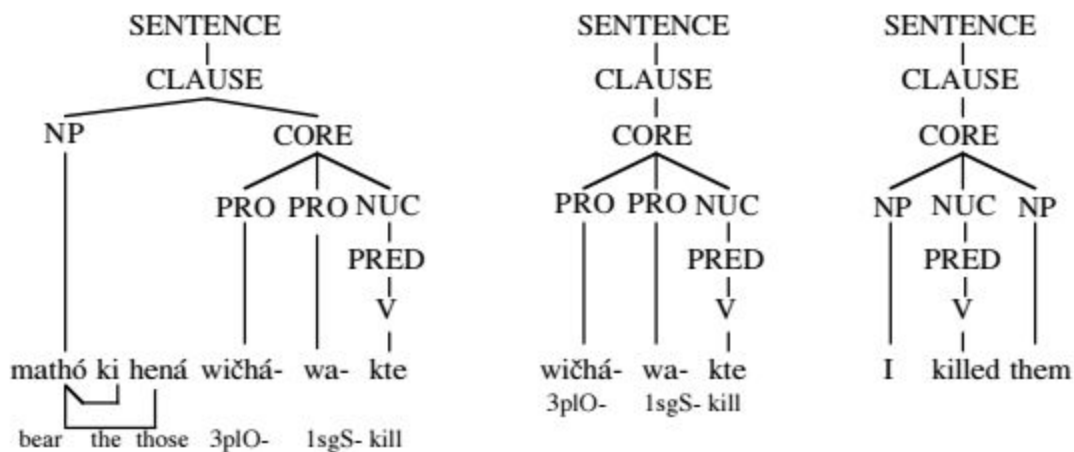 SENTENCE SENTENCE SENTENCE
CLAUSE CLAUSE CLAUSE
NP CORE CORE CORE
PRO PRO NUC PRO PRO NUC NP NUC NP
PRED PRED PRED
V V V
mathó ki hená wičhá- wa- kte wičhá- wa- kte I killed them
3plO- 1sgS- kill
bear the those 3plO- 1sgS- kill